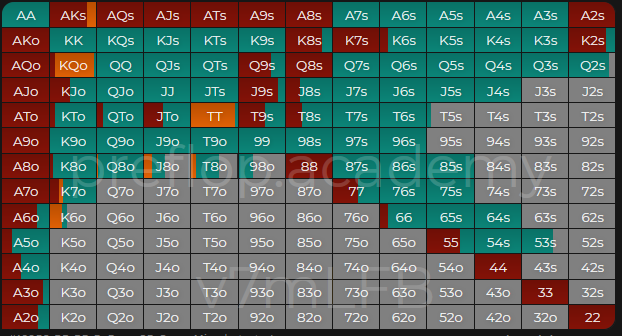 AA AKs AQs AJs ATs A9s A8s A7s A6s A5s A4s A3s A2s
AKo KK KQs KJs KTs K9s K8s K7s K6s K5s K4s K3s K2s
AQo KQo QQ QJs QTs Q9s Q8s Q7s Q6s Q5s Q4s Q3s Q2s
AJo KJo QJo JJ JTs J9s J8s J7s J6s J5s J4s J3s J2s
ATo KTo QTo JTo TT T9s T8s T7s T6s T5s T4s T3s T2s
A9o K9o Q9o J9o T9o 99 98s 97s 96s 95s 94s 93s 92s
A8o K8o Q8o J8o T8o 98o 88 87s 86s 85s 84s 83s 82s
preflop.academy
A7o K7o Q7o J7o T7o 97o 87o 77 76s 75s 74s 73s 72s
A6o K6o Q6o J6o T6o 96o 86o 76o 66 65s 64s 63s 62s
A5o K5o Q5o J5o T5o 95o 85o 75o 65o 55 54s 53s 52s
A4o K4o Q4o J4o T4o 94o 84o 74o 64o 54o 44 43s 42s
v7mLFB
A3o K3o Q3o J3o T3o 93o 83o 73o 63o 53o 43o 33 32s
A2o K2o Q2o J2o T2o 92o 82o 72o 62o 52o 42o 32o 22